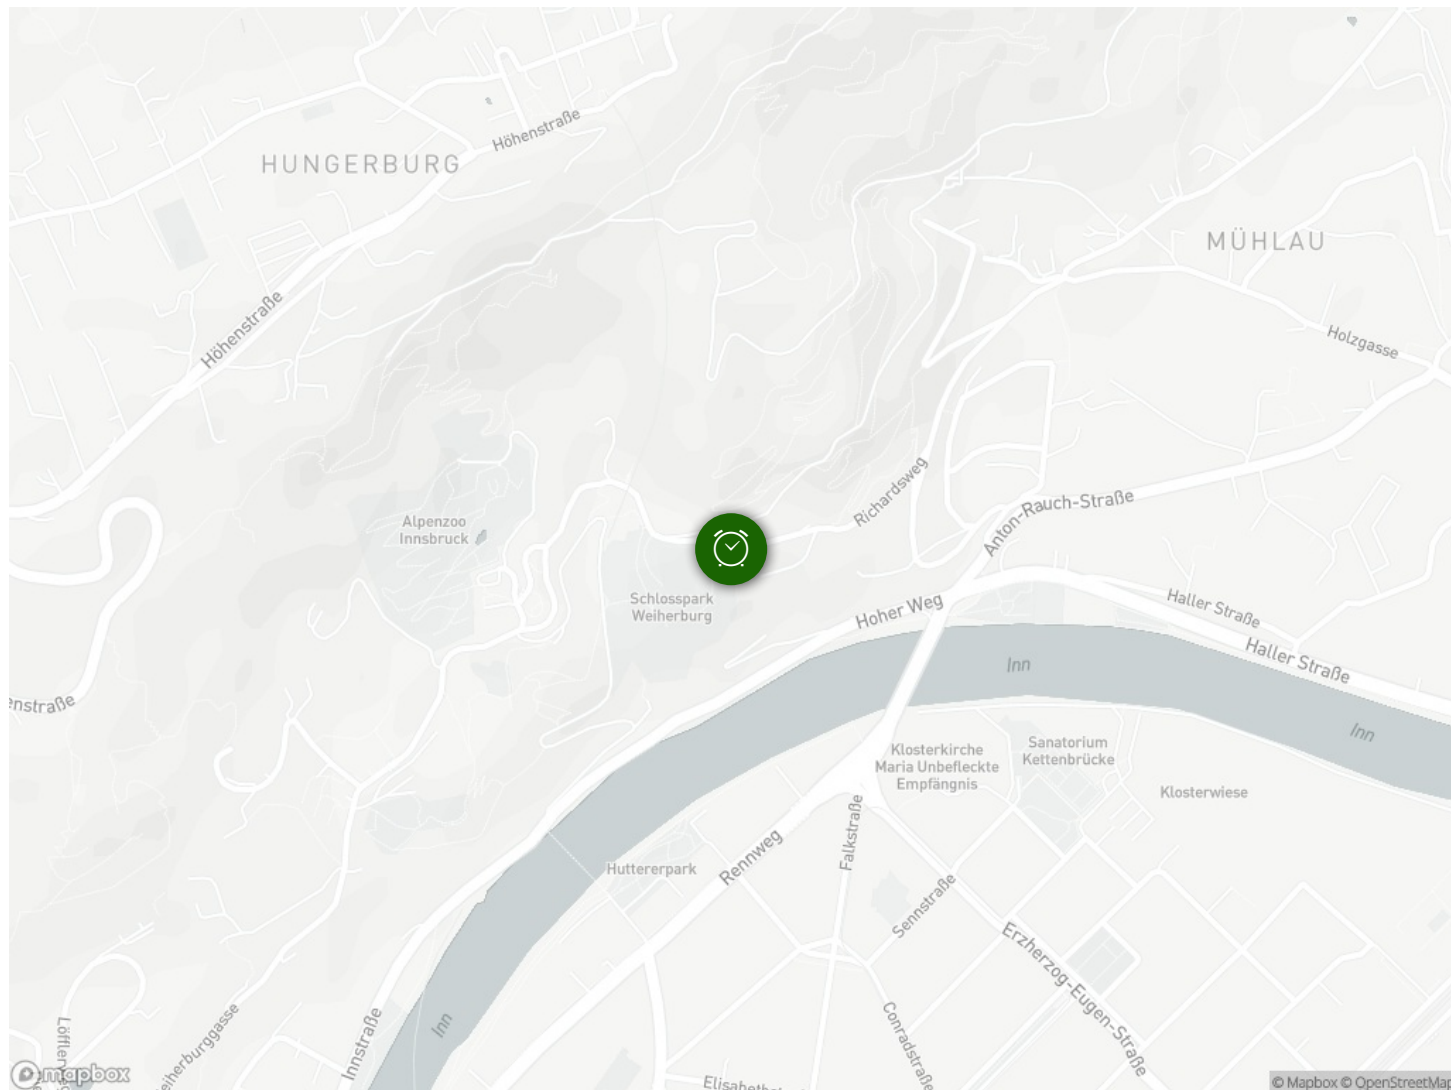 Höhenstraße
HUNGERBURG
MÜHLAU
Höhenstraße
Holzgasse
Richardsweg
Anton-Rauch-Straße
Alpenzoo
Innsbruck
Schlosspark
Weiherburg
Hoher Weg
Haller Straße
Haller Straße
Inn
enstraße
Inn
Klosterkirche
Maria Unbefleckte
Empfängnis
Sanatorium
Kettenbrücke
Klosterwiese
Falkstraße
Rennweg
Huttererpark
Sennstraße
Erzherzog-Eugen-Straße
Conradstraße
Innstraße
Inn
eiherburggasse
mapbox
© Mapbox © OpenStreetMap